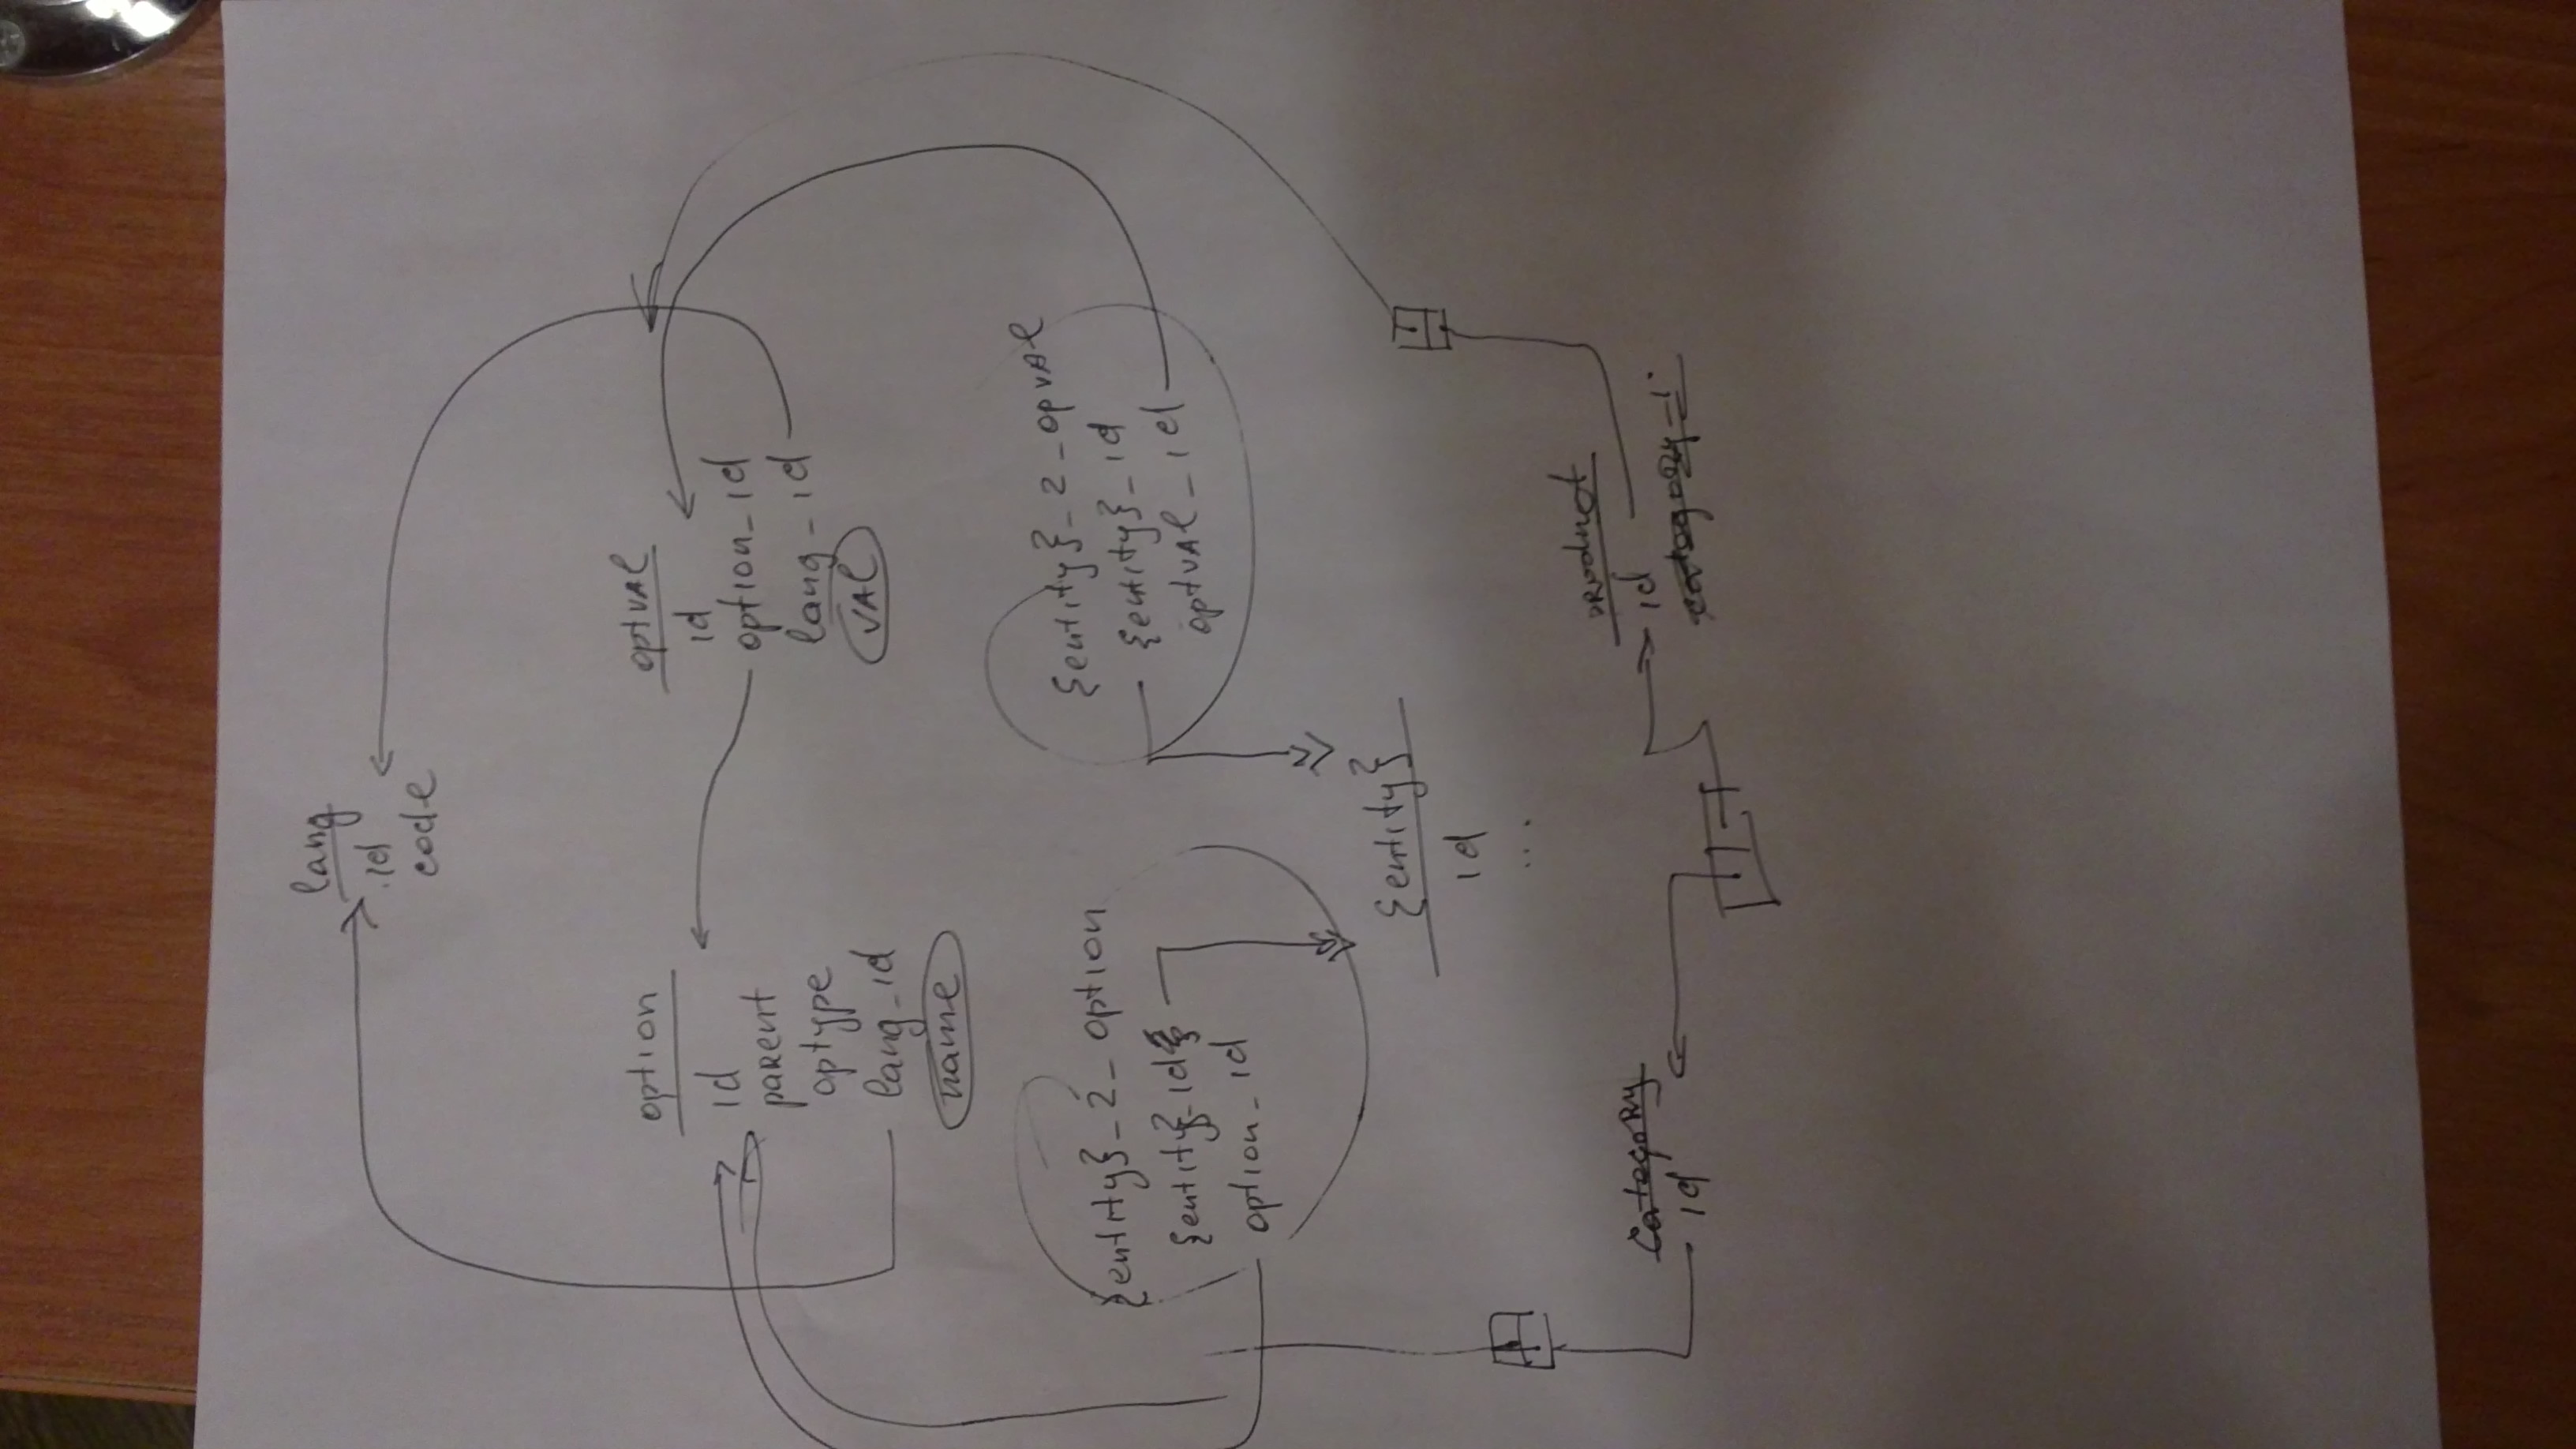 lang
id
code
option
id
parent
optype
lang_id
name
optval
id
option_id
lang_id
val
{entity}_2_option
{entity}_id}
option_id
{entity}_2_opval
{entity}_id
optval_id
{entity}
id
...
Category
id
product
id
category_i